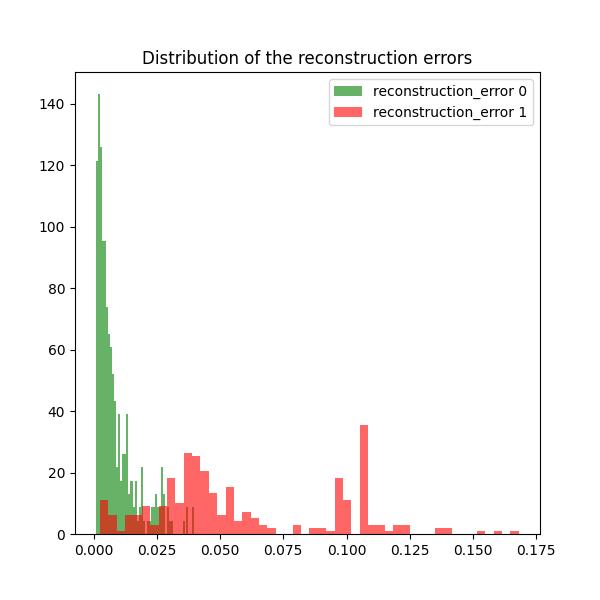 Distribution of the reconstruction errors
reconstruction_error 0
reconstruction_error 1
140
120
100
80
60
40
20
0
0.000 0.025 0.050 0.075 0.100 0.125 0.150 0.175